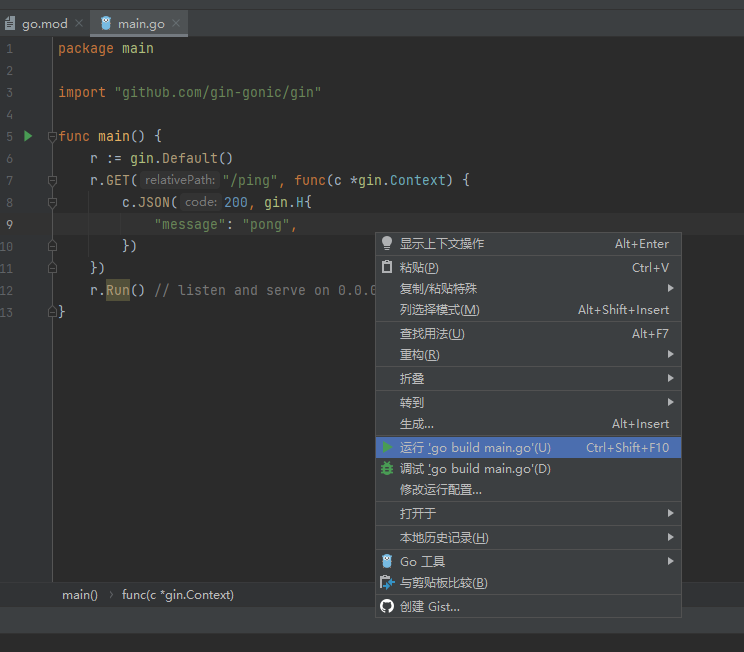 go.mod
main.go
1 package main
2
3 import "github.com/gin-gonic/gin"
4
5 func main() {
6 r := gin.Default()
7 r.GET( relativePath: "/ping", func(c *gin.Context) {
8 c.JSON( code: 200, gin.H{
9 "message": "pong",
10 })
11 })
12 r.Run() // listen and serve on 0.0.0
13 }
显示上下文操作 Alt+Enter
粘贴(P) Ctrl+V
复制/粘贴特殊
列选择模式(M) Alt+Shift+Insert
查找用法(U) Alt+F7
重构(R)
折叠
转到
生成... Alt+Insert
运行 'go build main.go'(U) Ctrl+Shift+F10
调试 'go build main.go'(D)
修改运行配置...
打开于
本地历史记录(H)
Go 工具
与剪贴板比较(B)
创建 Gist...
main() › func(c *gin.Context)